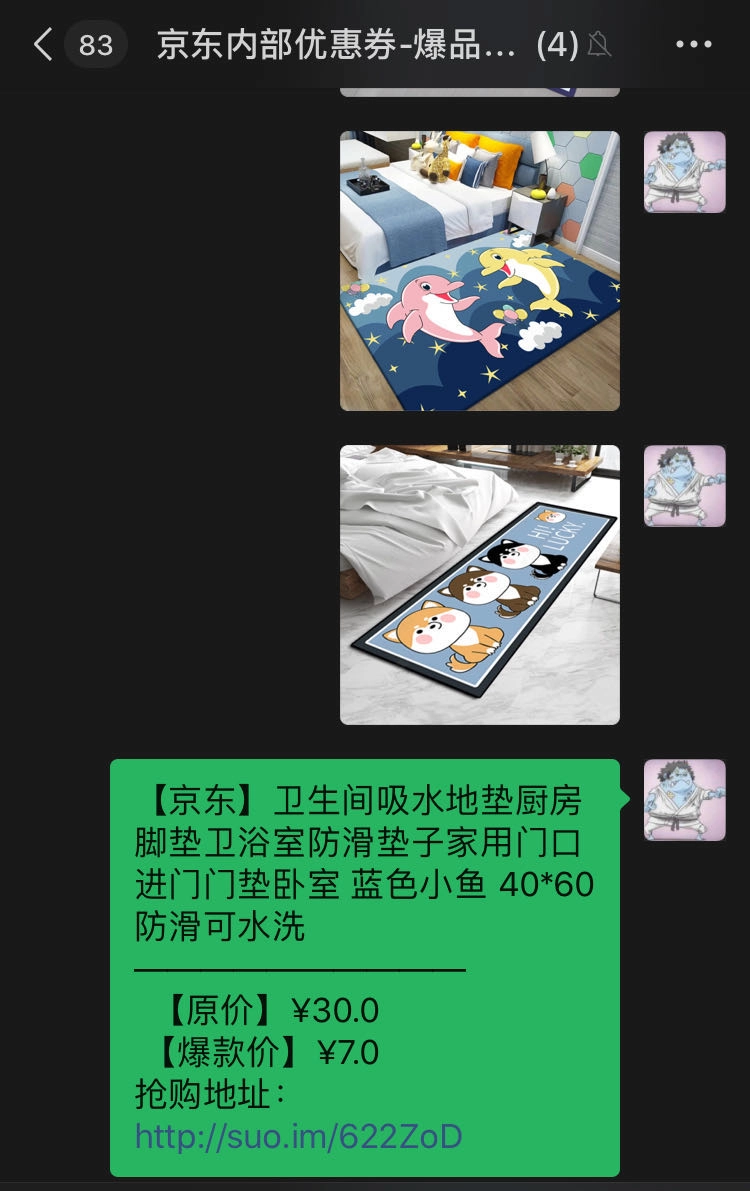 83
京东内部优惠券-爆品... (4)
HI!
LUCKY.
【京东】卫生间吸水地垫厨房
脚垫卫浴室防滑垫子家用门口
进门门垫卧室 蓝色小鱼 40*60
防滑可水洗
——————————
【原价】¥30.0
【爆款价】¥7.0
抢购地址：
http://suo.im/622ZoD